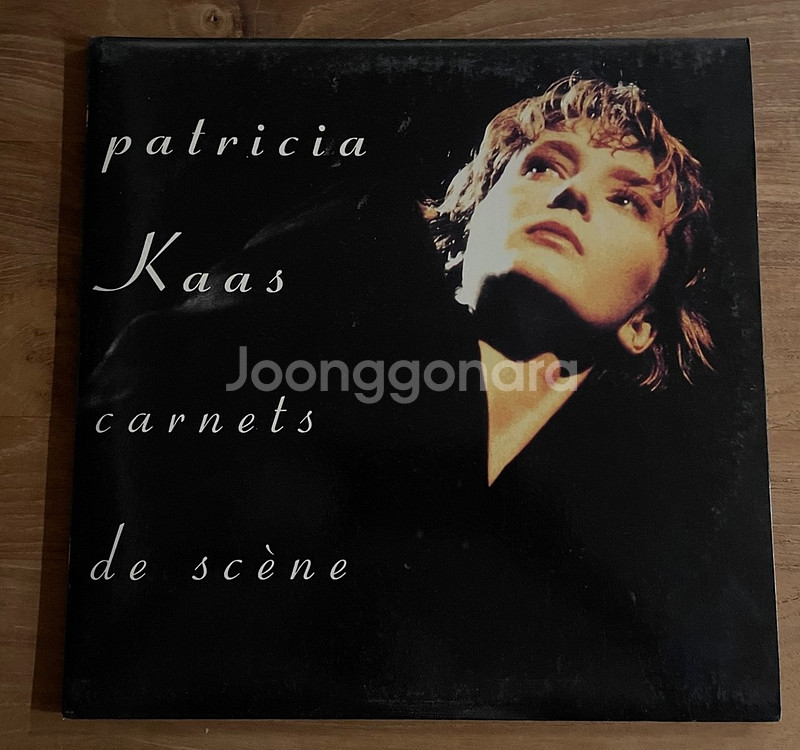 patricia
Kaas
Joonggonara
carnets
de scène